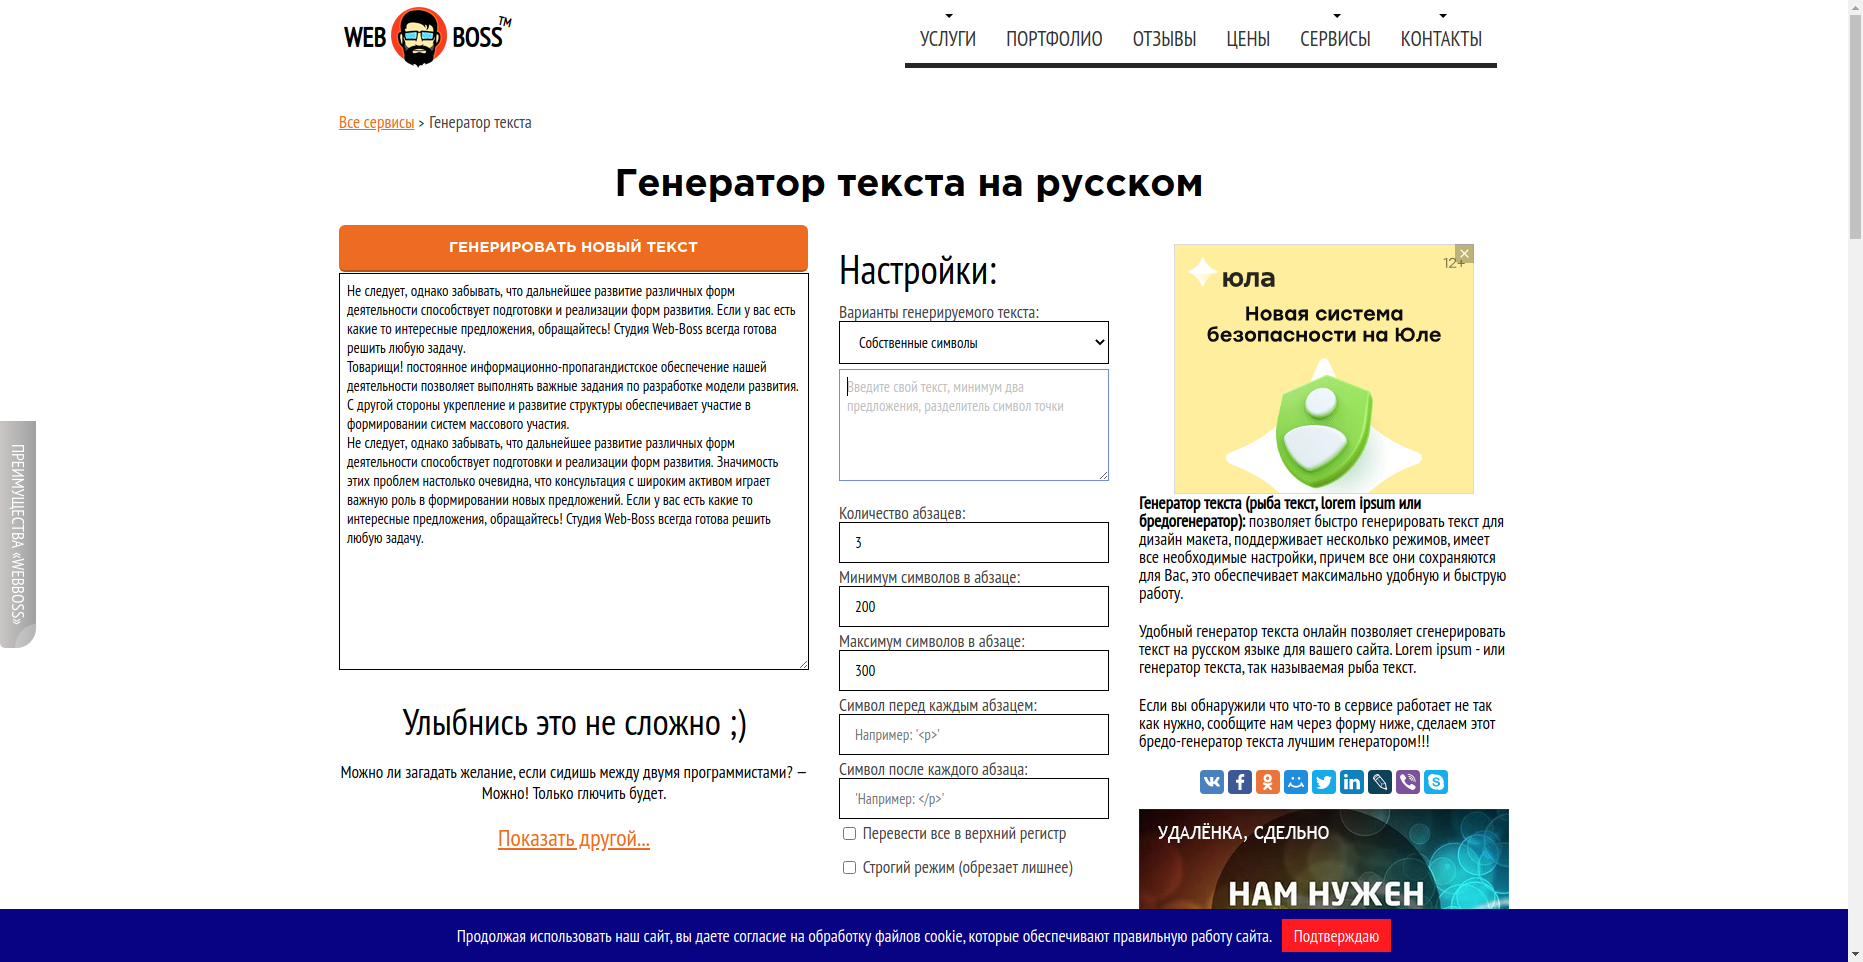 WEB BOSS™
УСЛУГИ ПОРТФОЛИО ОТЗЫВЫ ЦЕНЫ СЕРВИСЫ КОНТАКТЫ
Все сервисы > Генератор текста
Генератор текста на русском
ГЕНЕРИРОВАТЬ НОВЫЙ ТЕКСТ
Не следует, однако забывать, что дальнейшее развитие различных форм
деятельности способствует подготовки и реализации форм развития. Если у вас есть
какие то интересные предложения, обращайтесь! Студия Web-Boss всегда готова
решить любую задачу.
Товарищи! постоянное информационно-пропагандистское обеспечение нашей
деятельности позволяет выполнять важные задания по разработке модели развития.
С другой стороны укрепление и развитие структуры обеспечивает участие в
формировании систем массового участия.
Не следует, однако забывать, что дальнейшее развитие различных форм
деятельности способствует подготовки и реализации форм развития. Значимость
этих проблем настолько очевидна, что консультация с широким активом играет
важную роль в формировании новых предложений. Если у вас есть какие то
интересные предложения, обращайтесь! Студия Web-Boss всегда готова решить
любую задачу.
Улыбнись это не сложно ;)
Можно ли загадать желание, если сидишь между двумя программистами? —
Можно! Только глючить будет.
Показать другой...
ПРЕИМУЩЕСТВА «WEBBOSS»
Настройки:
Варианты генерируемого текста:
Собственные символы
Введите свой текст, минимум два
предложения, разделитель символ точки
Количество абзацев:
3
Минимум символов в абзаце:
200
Максимум символов в абзаце:
300
Символ перед каждым абзацем:
Например: '<p>'
Символ после каждого абзаца:
'Например: </p>'
Перевести все в верхний регистр
Строгий режим (обрезает лишнее)
юла
12+
Новая система
безопасности на Юле
Генератор текста (рыба текст, lorem ipsum или
бредогенератор): позволяет быстро генерировать текст для
дизайн макета, поддерживает несколько режимов, имеет
все необходимые настройки, причем все они сохраняются
для Вас, это обеспечивает максимально удобную и быструю
работу.
Удобный генератор текста онлайн позволяет сгенерировать
текст на русском языке для вашего сайта. Lorem ipsum - или
генератор текста, так называемая рыба текст.
Если вы обнаружили что что-то в сервисе работает не так
как нужно, сообщите нам через форму ниже, сделаем этот
бредо-генератор текста лучшим генератором!!!
УДАЛЁНКА, СДЕЛЬНО
НАМ НУЖЕН
Продолжая использовать наш сайт, вы даете согласие на обработку файлов cookie, которые обеспечивают правильную работу сайта. Подтверждаю